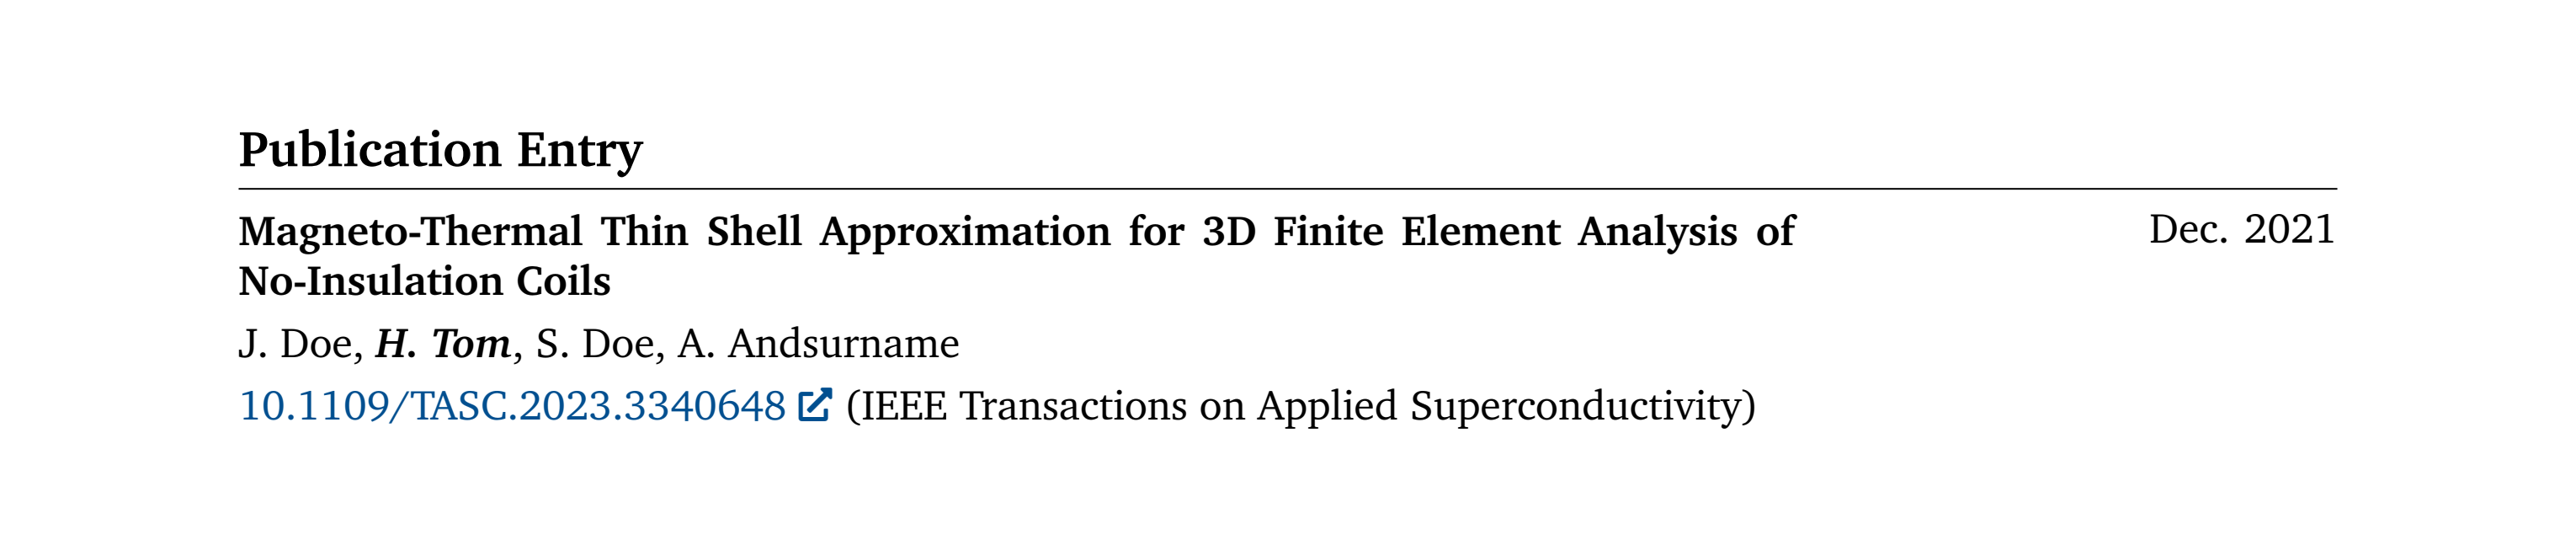 Publication Entry
Magneto-Thermal Thin Shell Approximation for 3D Finite Element Analysis of
No-Insulation Coils
Dec. 2021
J. Doe, H. Tom, S. Doe, A. Andsurname
10.1109/TASC.2023.3340648 (IEEE Transactions on Applied Superconductivity)